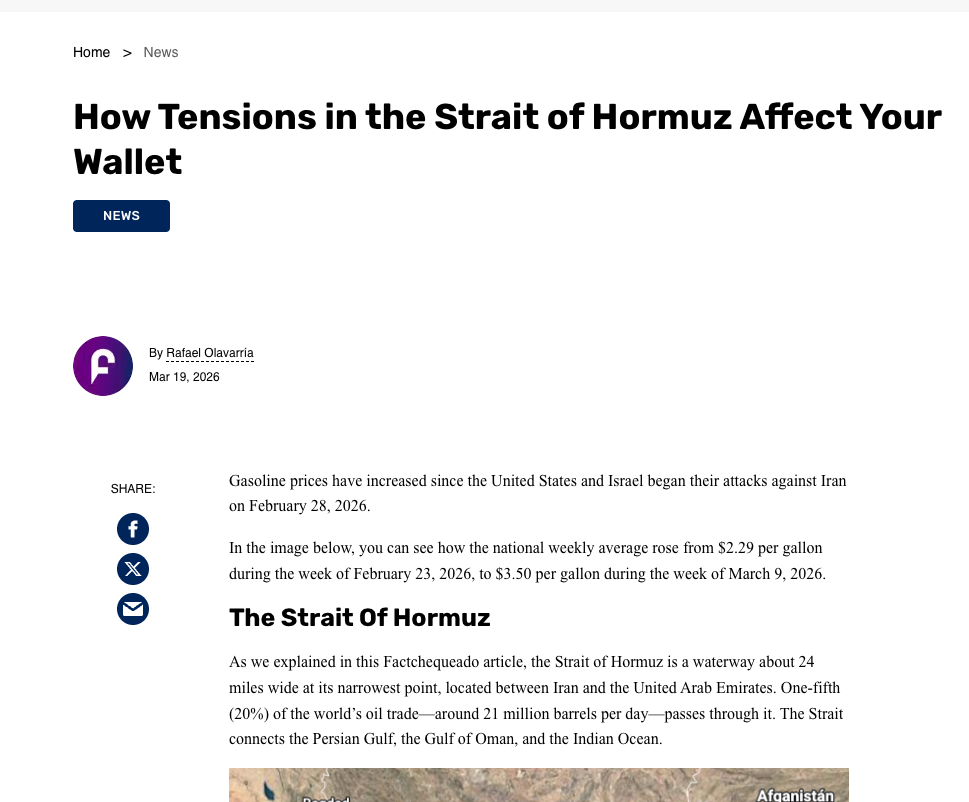 Home > News
How Tensions in the Strait of Hormuz Affect Your
Wallet
NEWS
By Rafael Olavarría
Mar 19, 2026
SHARE:
Gasoline prices have increased since the United States and Israel began their attacks against Iran
on February 28, 2026.
In the image below, you can see how the national weekly average rose from $2.29 per gallon
during the week of February 23, 2026, to $3.50 per gallon during the week of March 9, 2026.
The Strait Of Hormuz
As we explained in this Factchequeado article, the Strait of Hormuz is a waterway about 24
miles wide at its narrowest point, located between Iran and the United Arab Emirates. One-fifth
(20%) of the world’s oil trade—around 21 million barrels per day—passes through it. The Strait
connects the Persian Gulf, the Gulf of Oman, and the Indian Ocean.
Afganistán